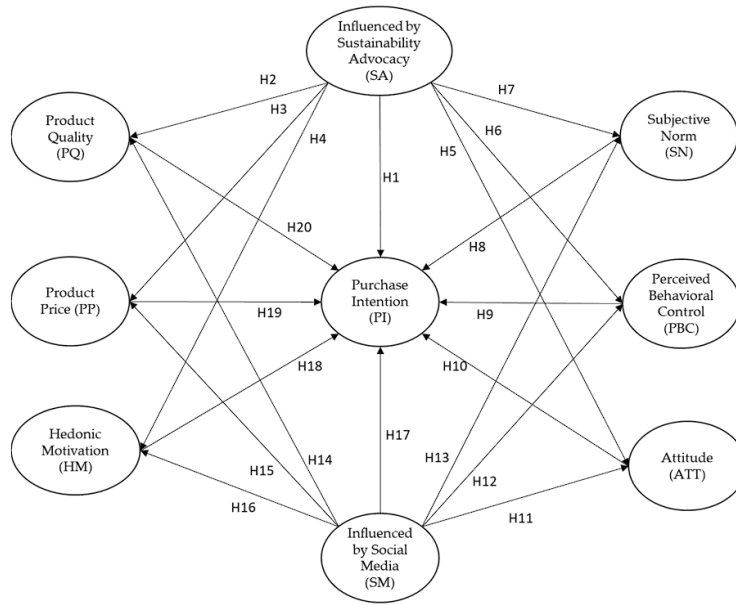 Influenced by
Sustainability
Advocacy
(SA)
H2
H7
H3
Product
Quality
(PQ)
Subjective
Norm
(SN)
H4
H6
H5
H1
H20
H8
Product
Price (PP)
Purchase
Intention
(PI)
Perceived
Behavioral
Control
(PBC)
H19
H9
H18
H10
Hedonic
Motivation
(HM)
H17
Attitude
(ATT)
H15
H14
H13
H12
H16
H11
Influenced
by Social
Media
(SM)